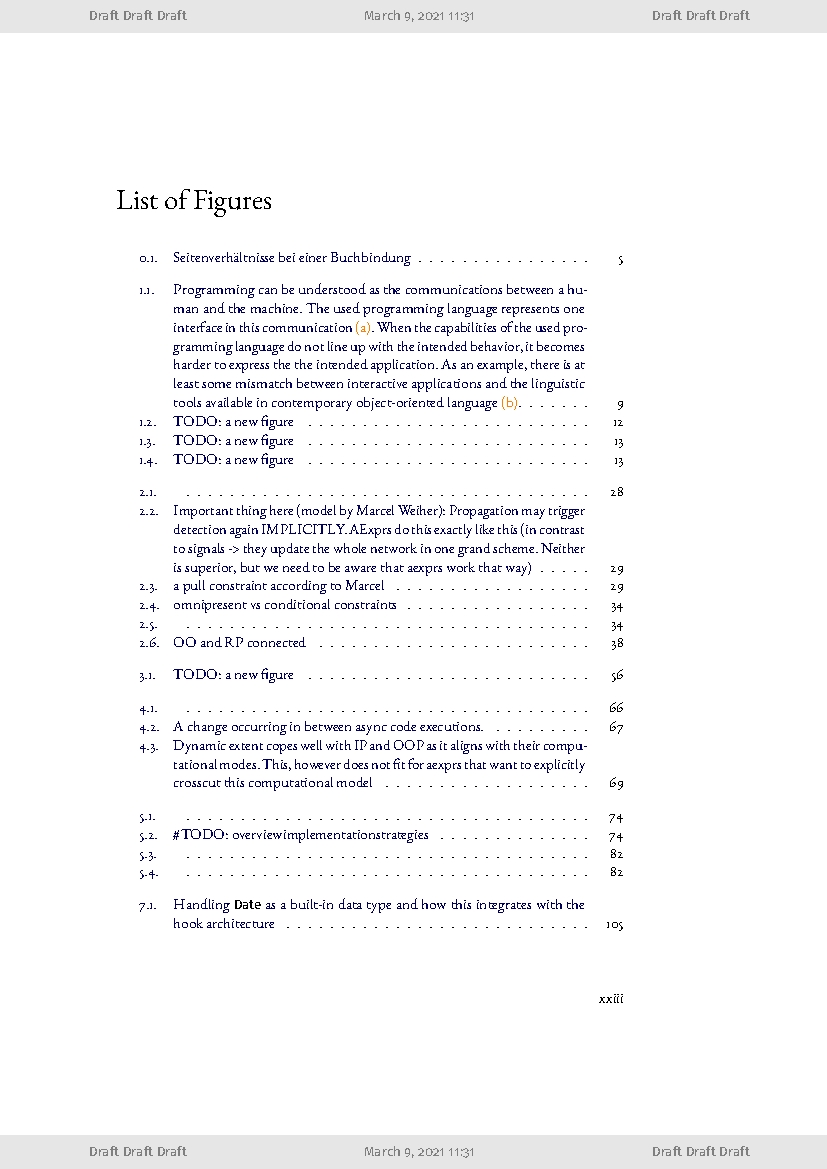 Draft Draft Draft March 9, 2021 11:31 Draft Draft Draft
List of Figures
0.1. Seitenverhältnisse bei einer Buchbindung . . . . . . . . . . . . . . . . 5
1.1. Programming can be understood as the communications between a hu-
man and the machine. The used programming language represents one
interface in this communication (a). When the capabilities of the used pro-
gramming language do not line up with the intended behavior, it becomes
harder to express the the intended application. As an example, there is at
least some mismatch between interactive applications and the linguistic
tools available in contemporary object-oriented language (b). . . . . . . 9
1.2. TODO: a new figure . . . . . . . . . . . . . . . . . . . . . . . . . . 12
1.3. TODO: a new figure . . . . . . . . . . . . . . . . . . . . . . . . . . 13
1.4. TODO: a new figure . . . . . . . . . . . . . . . . . . . . . . . . . . 13
2.1. . . . . . . . . . . . . . . . . . . . . . . . . . . . . . . . . . . . . . 28
2.2. Important thing here (model by Marcel Weiher): Propagation may trigger
detection again IMPLICITLY. AExprs do this exactly like this (in contrast
to signals -> they update the whole network in one grand scheme. Neither
is superior, but we need to be aware that aexprs work that way) . . . . . 29
2.3. a pull constraint according to Marcel . . . . . . . . . . . . . . . . . . 29
2.4. omnipresent vs conditional constraints . . . . . . . . . . . . . . . . . 34
2.5. . . . . . . . . . . . . . . . . . . . . . . . . . . . . . . . . . . . . . 34
2.6. OO and RP connected . . . . . . . . . . . . . . . . . . . . . . . . . 38
3.1. TODO: a new figure . . . . . . . . . . . . . . . . . . . . . . . . . . 56
4.1. . . . . . . . . . . . . . . . . . . . . . . . . . . . . . . . . . . . . . 66
4.2. A change occurring in between async code executions. . . . . . . . . . 67
4.3. Dynamic extent copes well with IP and OOP as it aligns with their compu-
tational modes. This, however does not fit for aexprs that want to explicitly
crosscut this computational model . . . . . . . . . . . . . . . . . . . 69
5.1. . . . . . . . . . . . . . . . . . . . . . . . . . . . . . . . . . . . . . 74
5.2. #TODO: overviewimplementationstrategies . . . . . . . . . . . . . . 74
5.3. . . . . . . . . . . . . . . . . . . . . . . . . . . . . . . . . . . . . . 82
5.4. . . . . . . . . . . . . . . . . . . . . . . . . . . . . . . . . . . . . . 82
7.1. Handling Date as a built-in data type and how this integrates with the
hook architecture . . . . . . . . . . . . . . . . . . . . . . . . . . . . 105
xxiii
Draft Draft Draft March 9, 2021 11:31 Draft Draft Draft